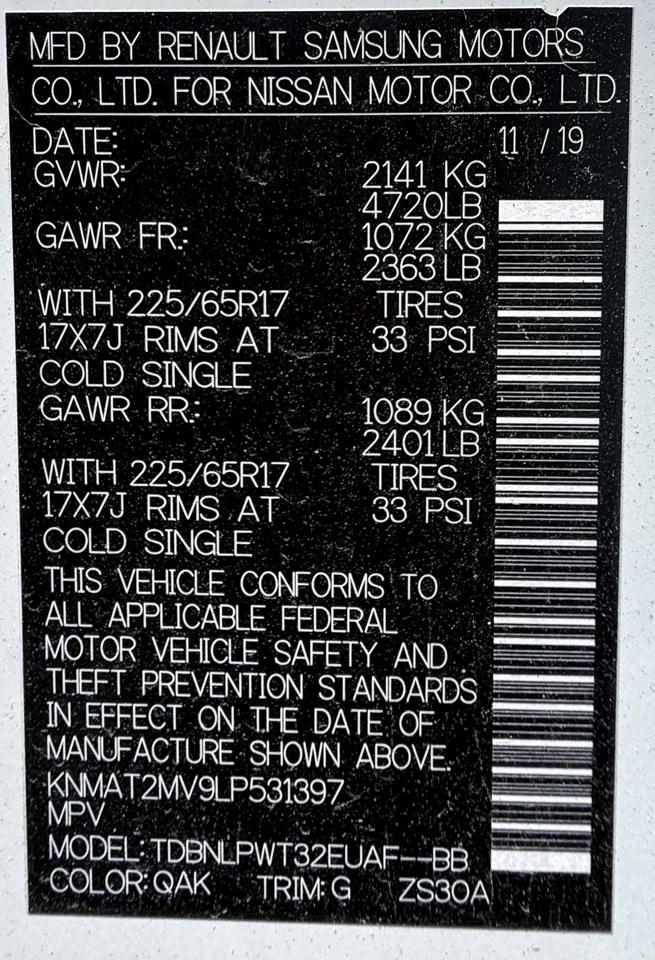 MFD BY RENAULT SAMSUNG MOTORS
CO., LTD. FOR NISSAN MOTOR CO., LTD.
DATE: 11 / 19
GVWR: 2141 KG
4720LB
GAWR FR.: 1072 KG
2363 LB
WITH 225/65R17 TIRES
17X7J RIMS AT 33 PSI
COLD SINGLE
GAWR RR.: 1089 KG
2401 LB
WITH 225/65R17 TIRES
17X7J RIMS AT 33 PSI
COLD SINGLE
THIS VEHICLE CONFORMS TO
ALL APPLICABLE FEDERAL
MOTOR VEHICLE SAFETY AND
THEFT PREVENTION STANDARDS
IN EFFECT ON THE DATE OF
MANUFACTURE SHOWN ABOVE.
KNMAT2MV9LP531397
MPV
MODEL: TDBNLPWT32EUAF--BB
COLOR: QAK TRIM: G ZS30A